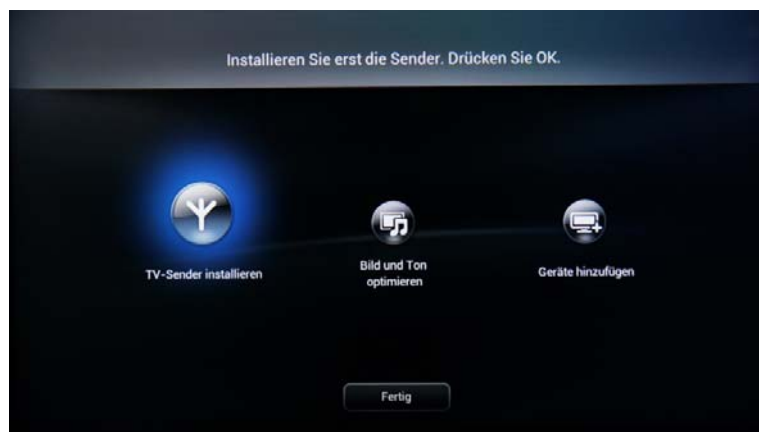 Installieren Sie erst die Sender. Drücken Sie OK.
TV-Sender installieren
Bild und Ton
optimieren
Geräte hinzufügen
Fertig